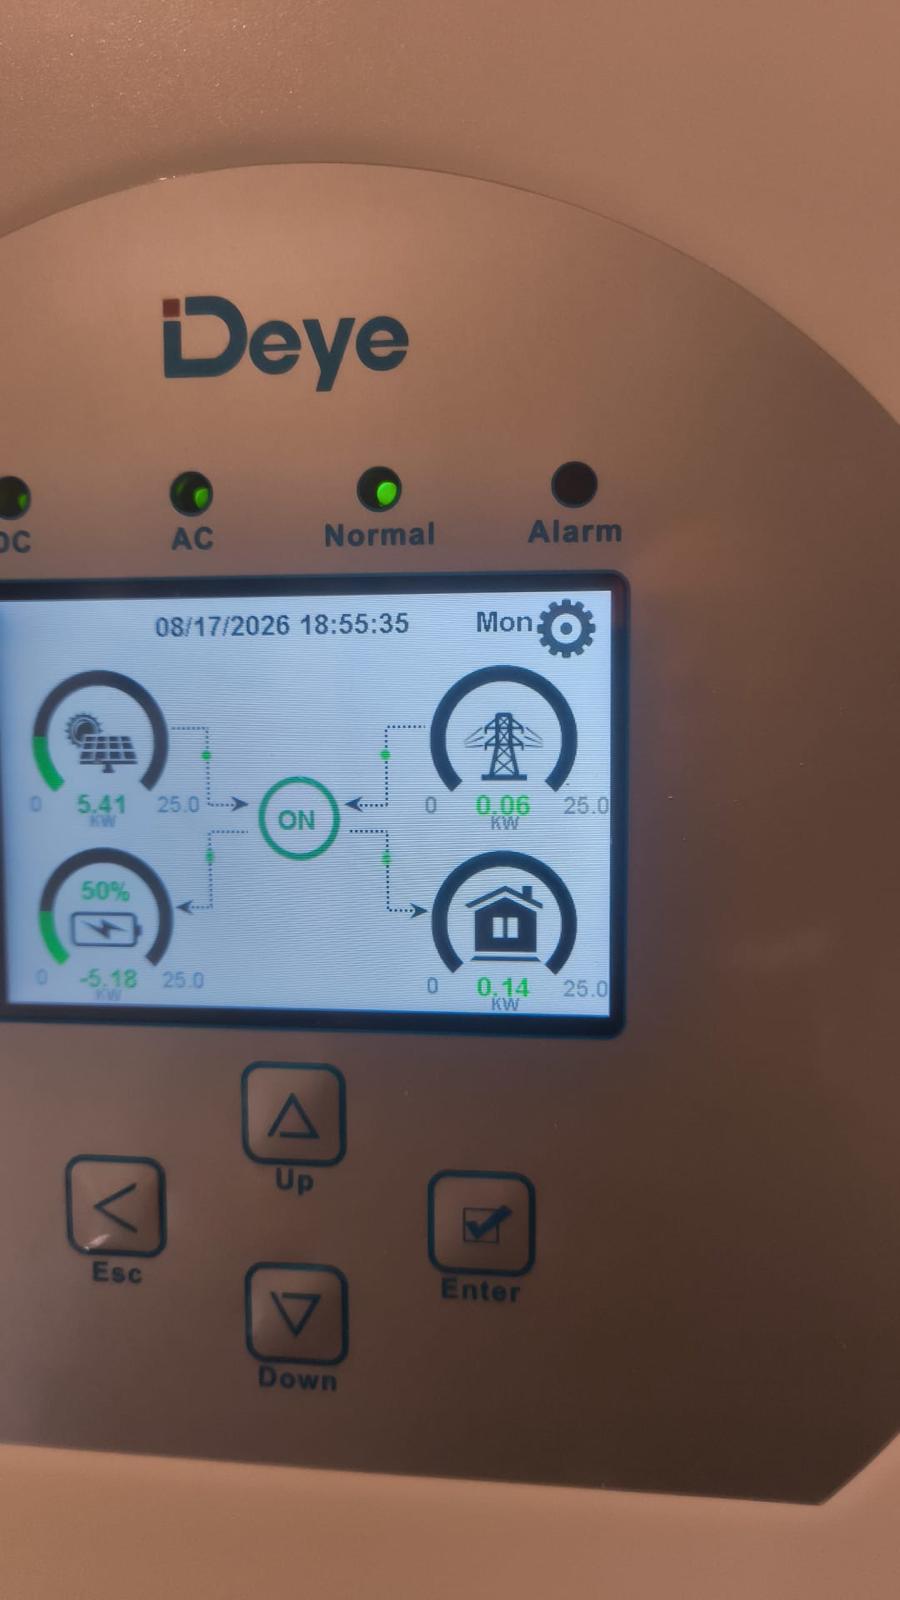 Deye
DC AC Normal Alarm
08/17/2026 18:55:35 Mon
0 5.41 25.0
KW
0 0.06 25.0
KW
ON
50%
0 -5.18 25.0
KW
0 0.14 25.0
KW
Up
Esc
Enter
Down